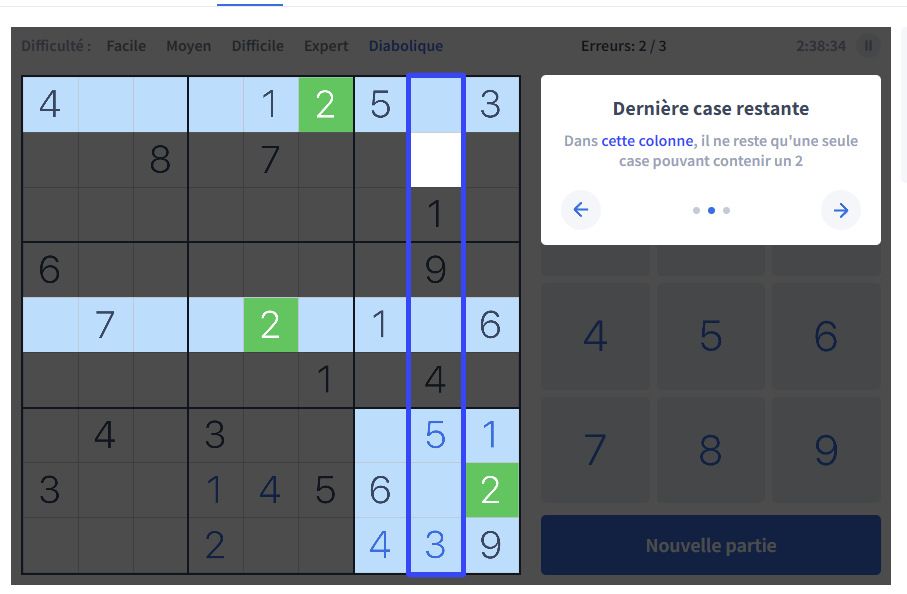 Difficulté : Facile Moyen Difficile Expert Diabolique Erreurs: 2 / 3 2:38:34
4 1 2 5 3
8 7
1
6 9
7 2 1 6
1 4
4 3 5 1
3 1 4 5 6 2
2 4 3 9
Dernière case restante
Dans cette colonne, il ne reste qu'une seule
case pouvant contenir un 2
4 5 6
7 8 9
Nouvelle partie